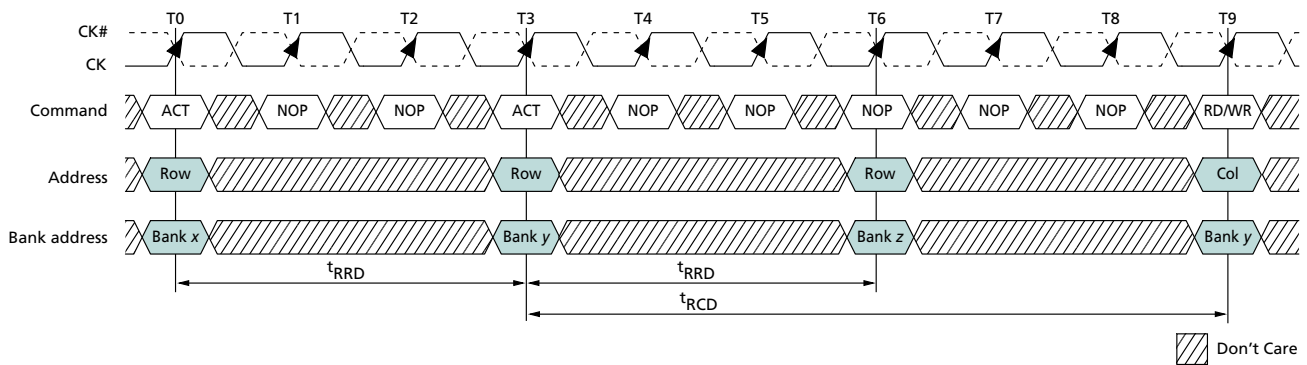 T0 T1 T2 T3 T4 T5 T6 T7 T8 T9
CK#
CK
Command ACT NOP NOP ACT NOP NOP NOP NOP NOP RD/WR
Address Row Row Row Col
Bank address Bank x Bank y Bank z Bank y
tRRD tRRD
tRCD
Don't Care